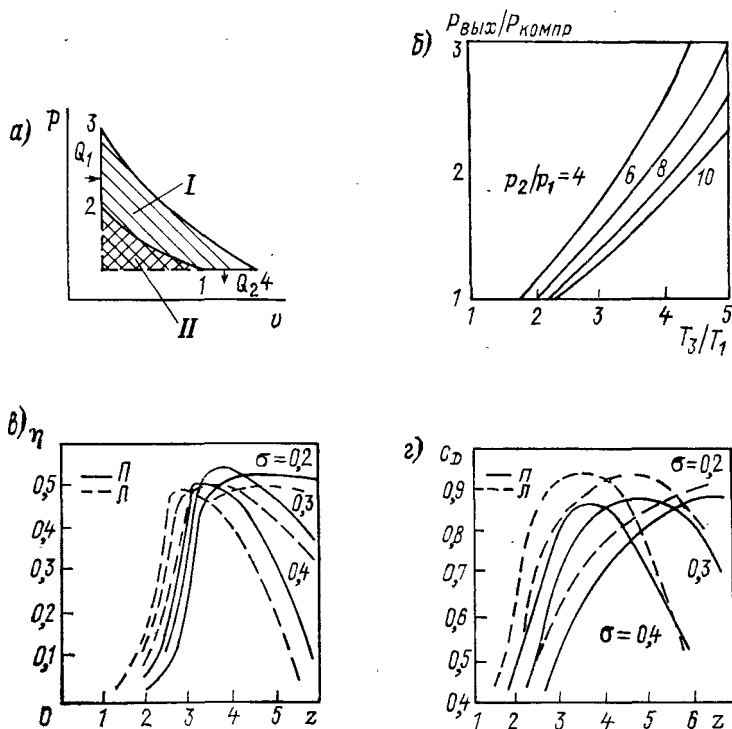 а)
p
3
Q₁
I
2
1
Q₂
4
II
υ
б)
Pвых/Pкомпр
3
2
p₂/p₁=4
6
8
10
1
1
2
3
4
5
T₃/T₁
в)
η
П
Л
σ=0,2
0,5
0,3
0,4
0,3
0,4
0,2
0,1
0
1
2
3
4
5
z
г)
C_D
П
Л
σ=0,2
0,9
0,8
0,7
0,3
0,6
σ=0,4
0,5
0,4
1
2
3
4
5
6
z